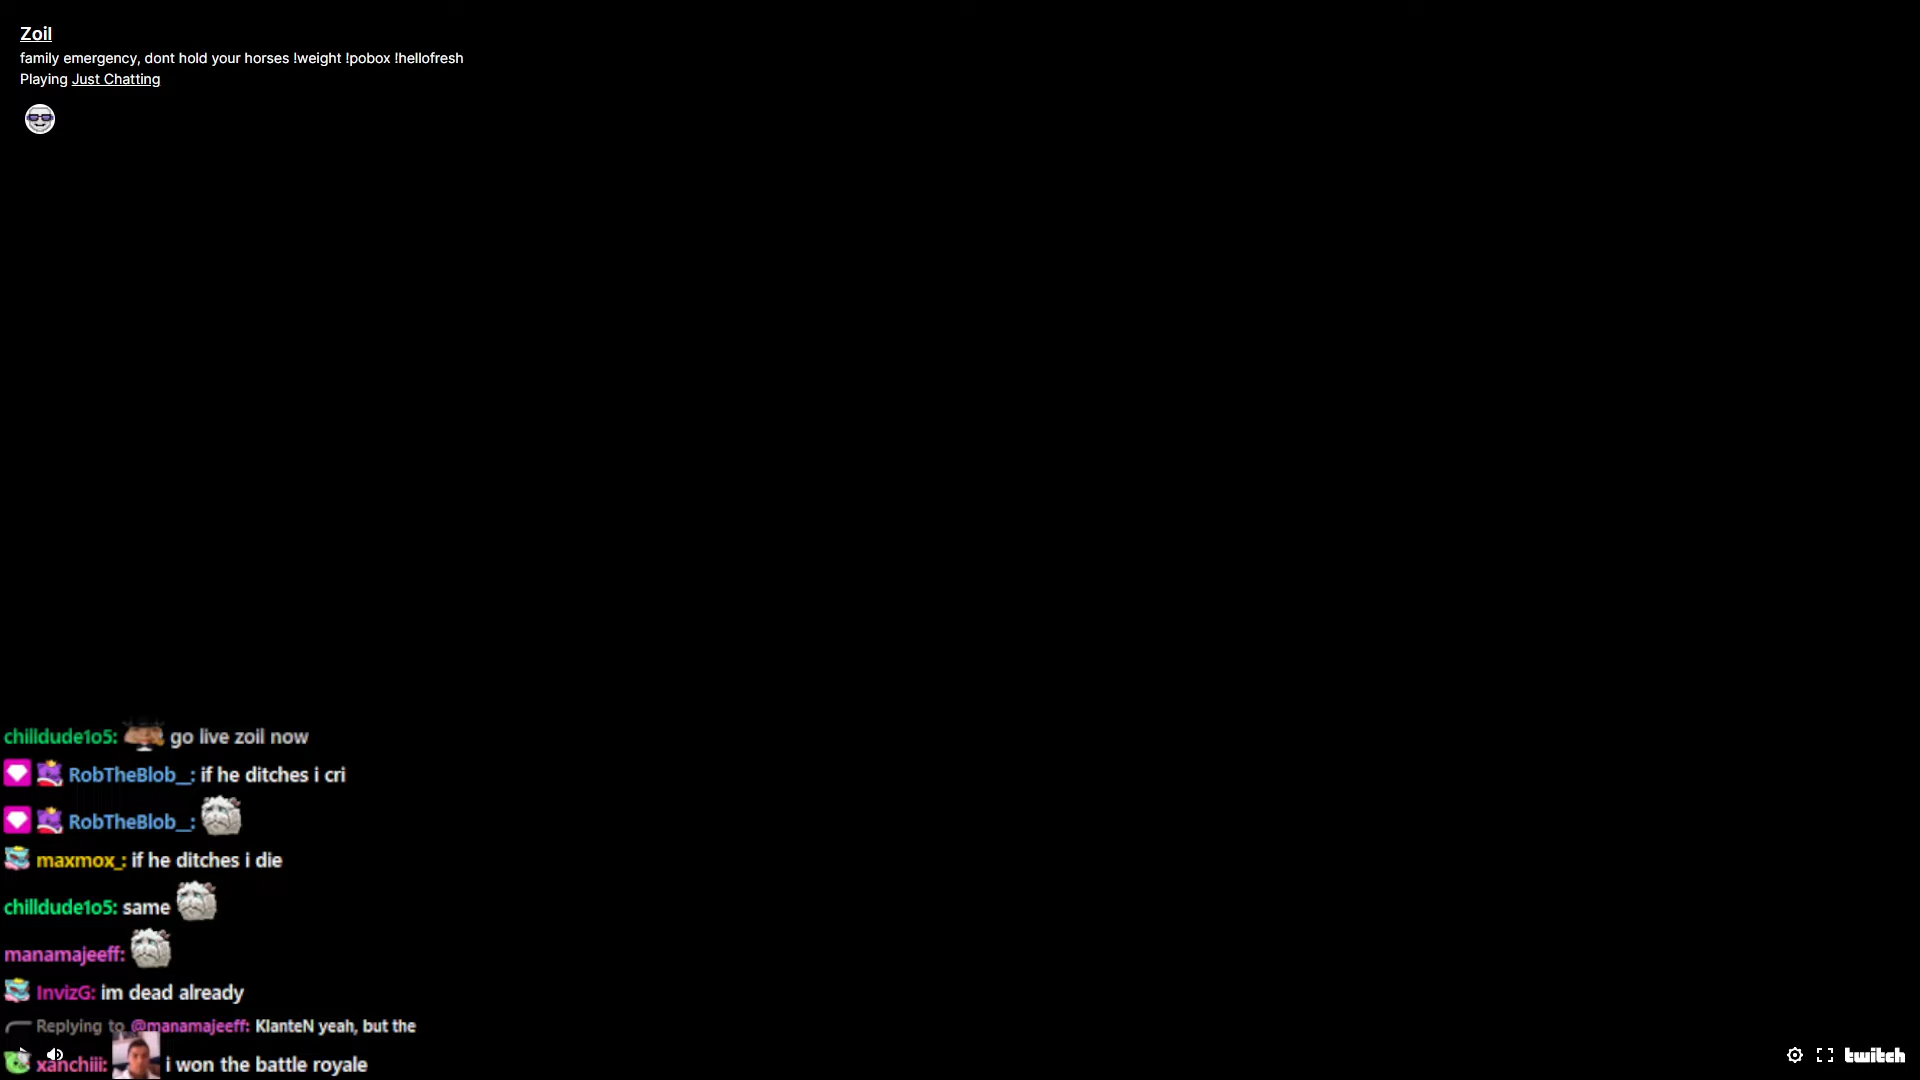 Zoil
family emergency, dont hold your horses !weight !pobox !hellofresh
Playing Just Chatting
chilldude1o5: go live zoil now
RobTheBlob__: if he ditches i cri
RobTheBlob__:
maxmox_: if he ditches i die
chilldude1o5: same
manamajeeff:
InvizG: im dead already
Replying to @manamajeeff: KlanteN yeah, but the
xanchiii: i won the battle royale
twitch